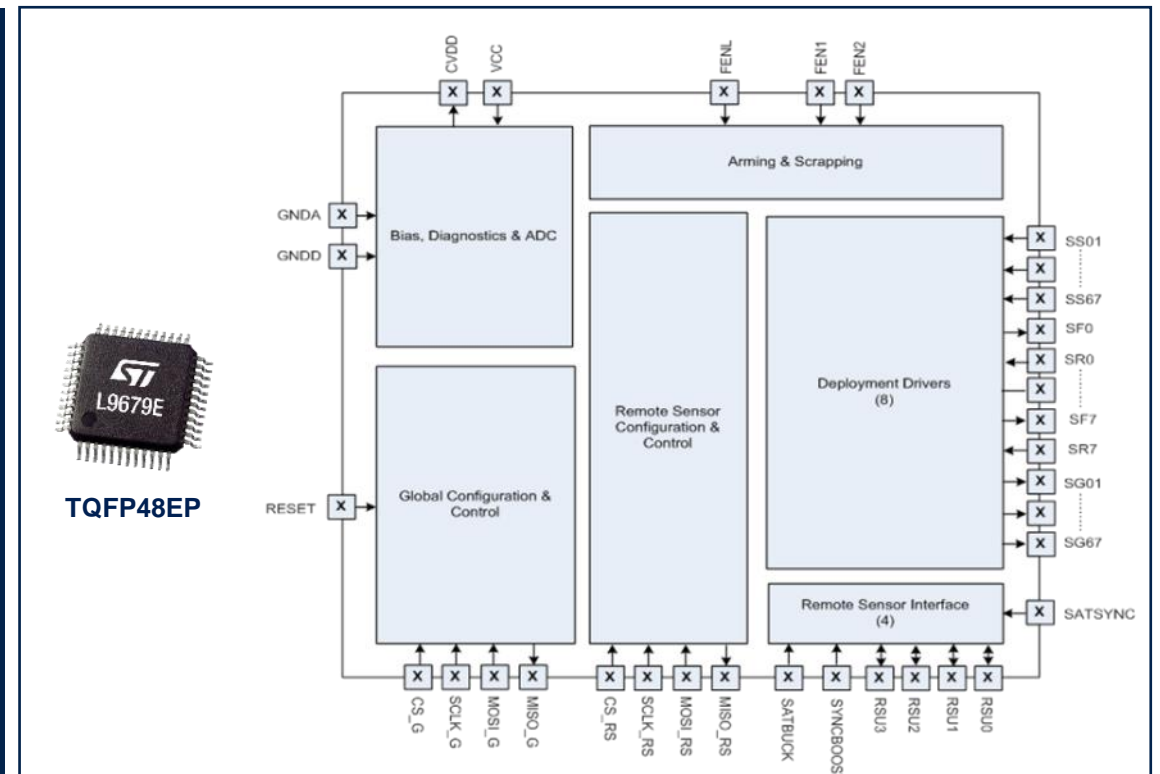 CVDD
VCC
FENL
FEN1
FEN2
X X X X X
Arming & Scrapping
GNDA X
Bias, Diagnostics & ADC
GNDD X
X SS01
X
X SS67
X SF0
X SR0
Deployment Drivers
(8)
X
X SF7
X SR7
X SG01
X
X SG67
Remote Sensor
Configuration &
Control
ST
L9679E
TQFP48EP
Global Configuration &
Control
RESET X
Remote Sensor Interface
(4)
X SATSYNC
X X X X X X X X X X X X X X
CS_G
SCLK_G
MOSI_G
MISO_G
CS_RS
SCLK_RS
MOSI_RS
MISO_RS
SATBUCK
SYNCBOOS
RSU3
RSU2
RSU1
RSU0